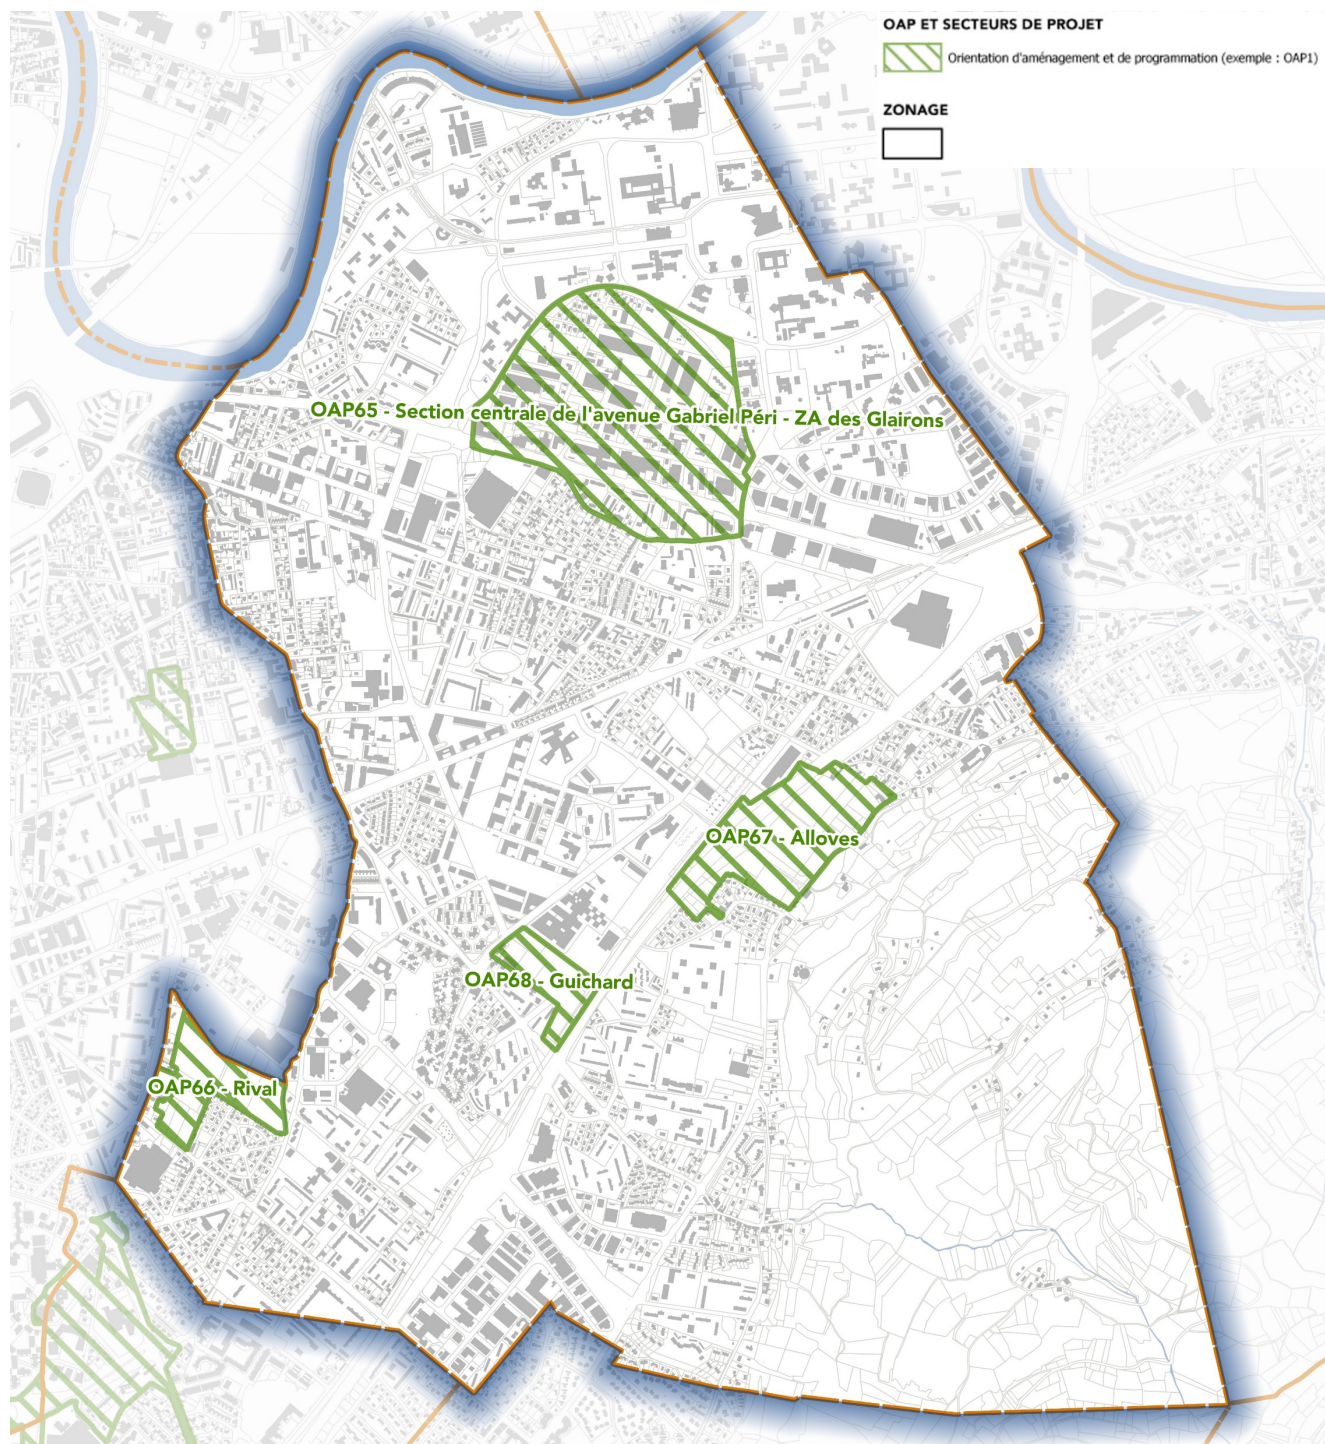 OAP ET SECTEURS DE PROJET
Orientation d'aménagement et de programmation (exemple : OAP1)
ZONAGE
OAP65 - Section centrale de l'avenue Gabriel Péri - ZA des Glairons
OAP67 - Alloves
OAP68 - Guichard
OAP66 - Rival